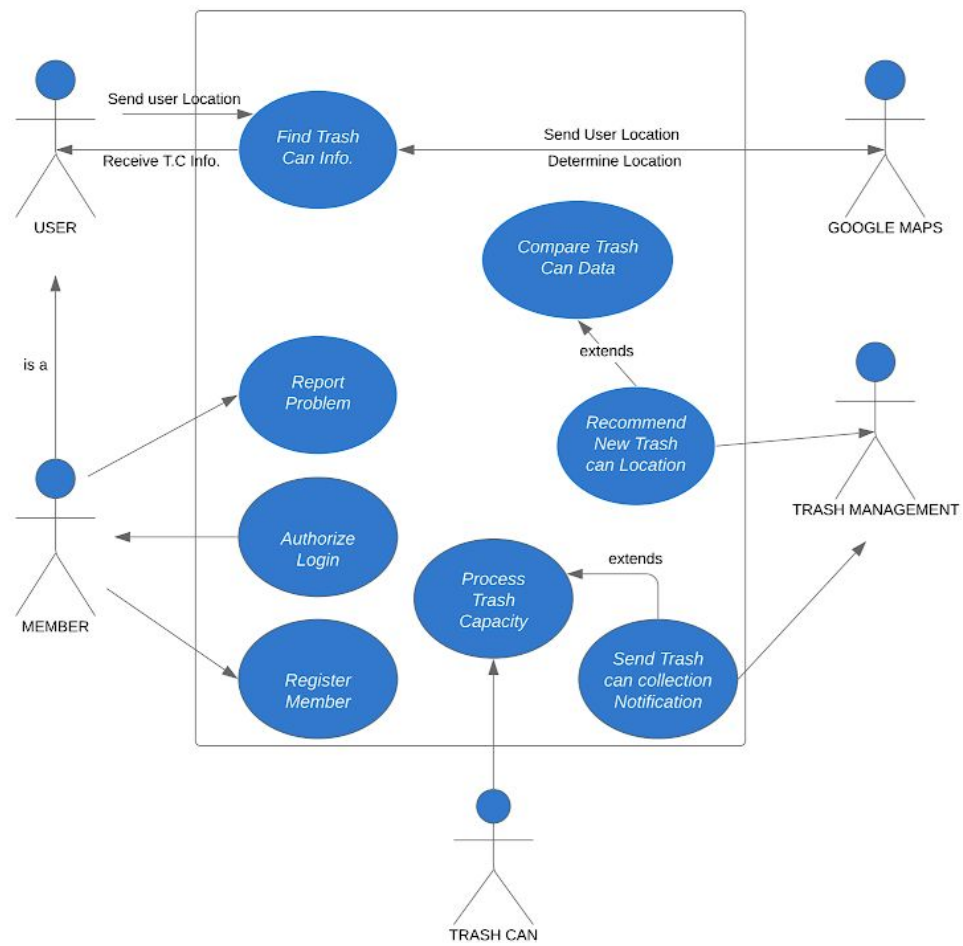 Send user Location
Find Trash
Can Info.
Receive T.C Info.
Send User Location
Determine Location
USER
GOOGLE MAPS
Compare Trash
Can Data
extends
is a
Report
Problem
Recommend
New Trash
can Location
TRASH MANAGEMENT
Authorize
Login
MEMBER
Process
Trash
Capacity
extends
Register
Member
Send Trash
can collection
Notification
TRASH CAN